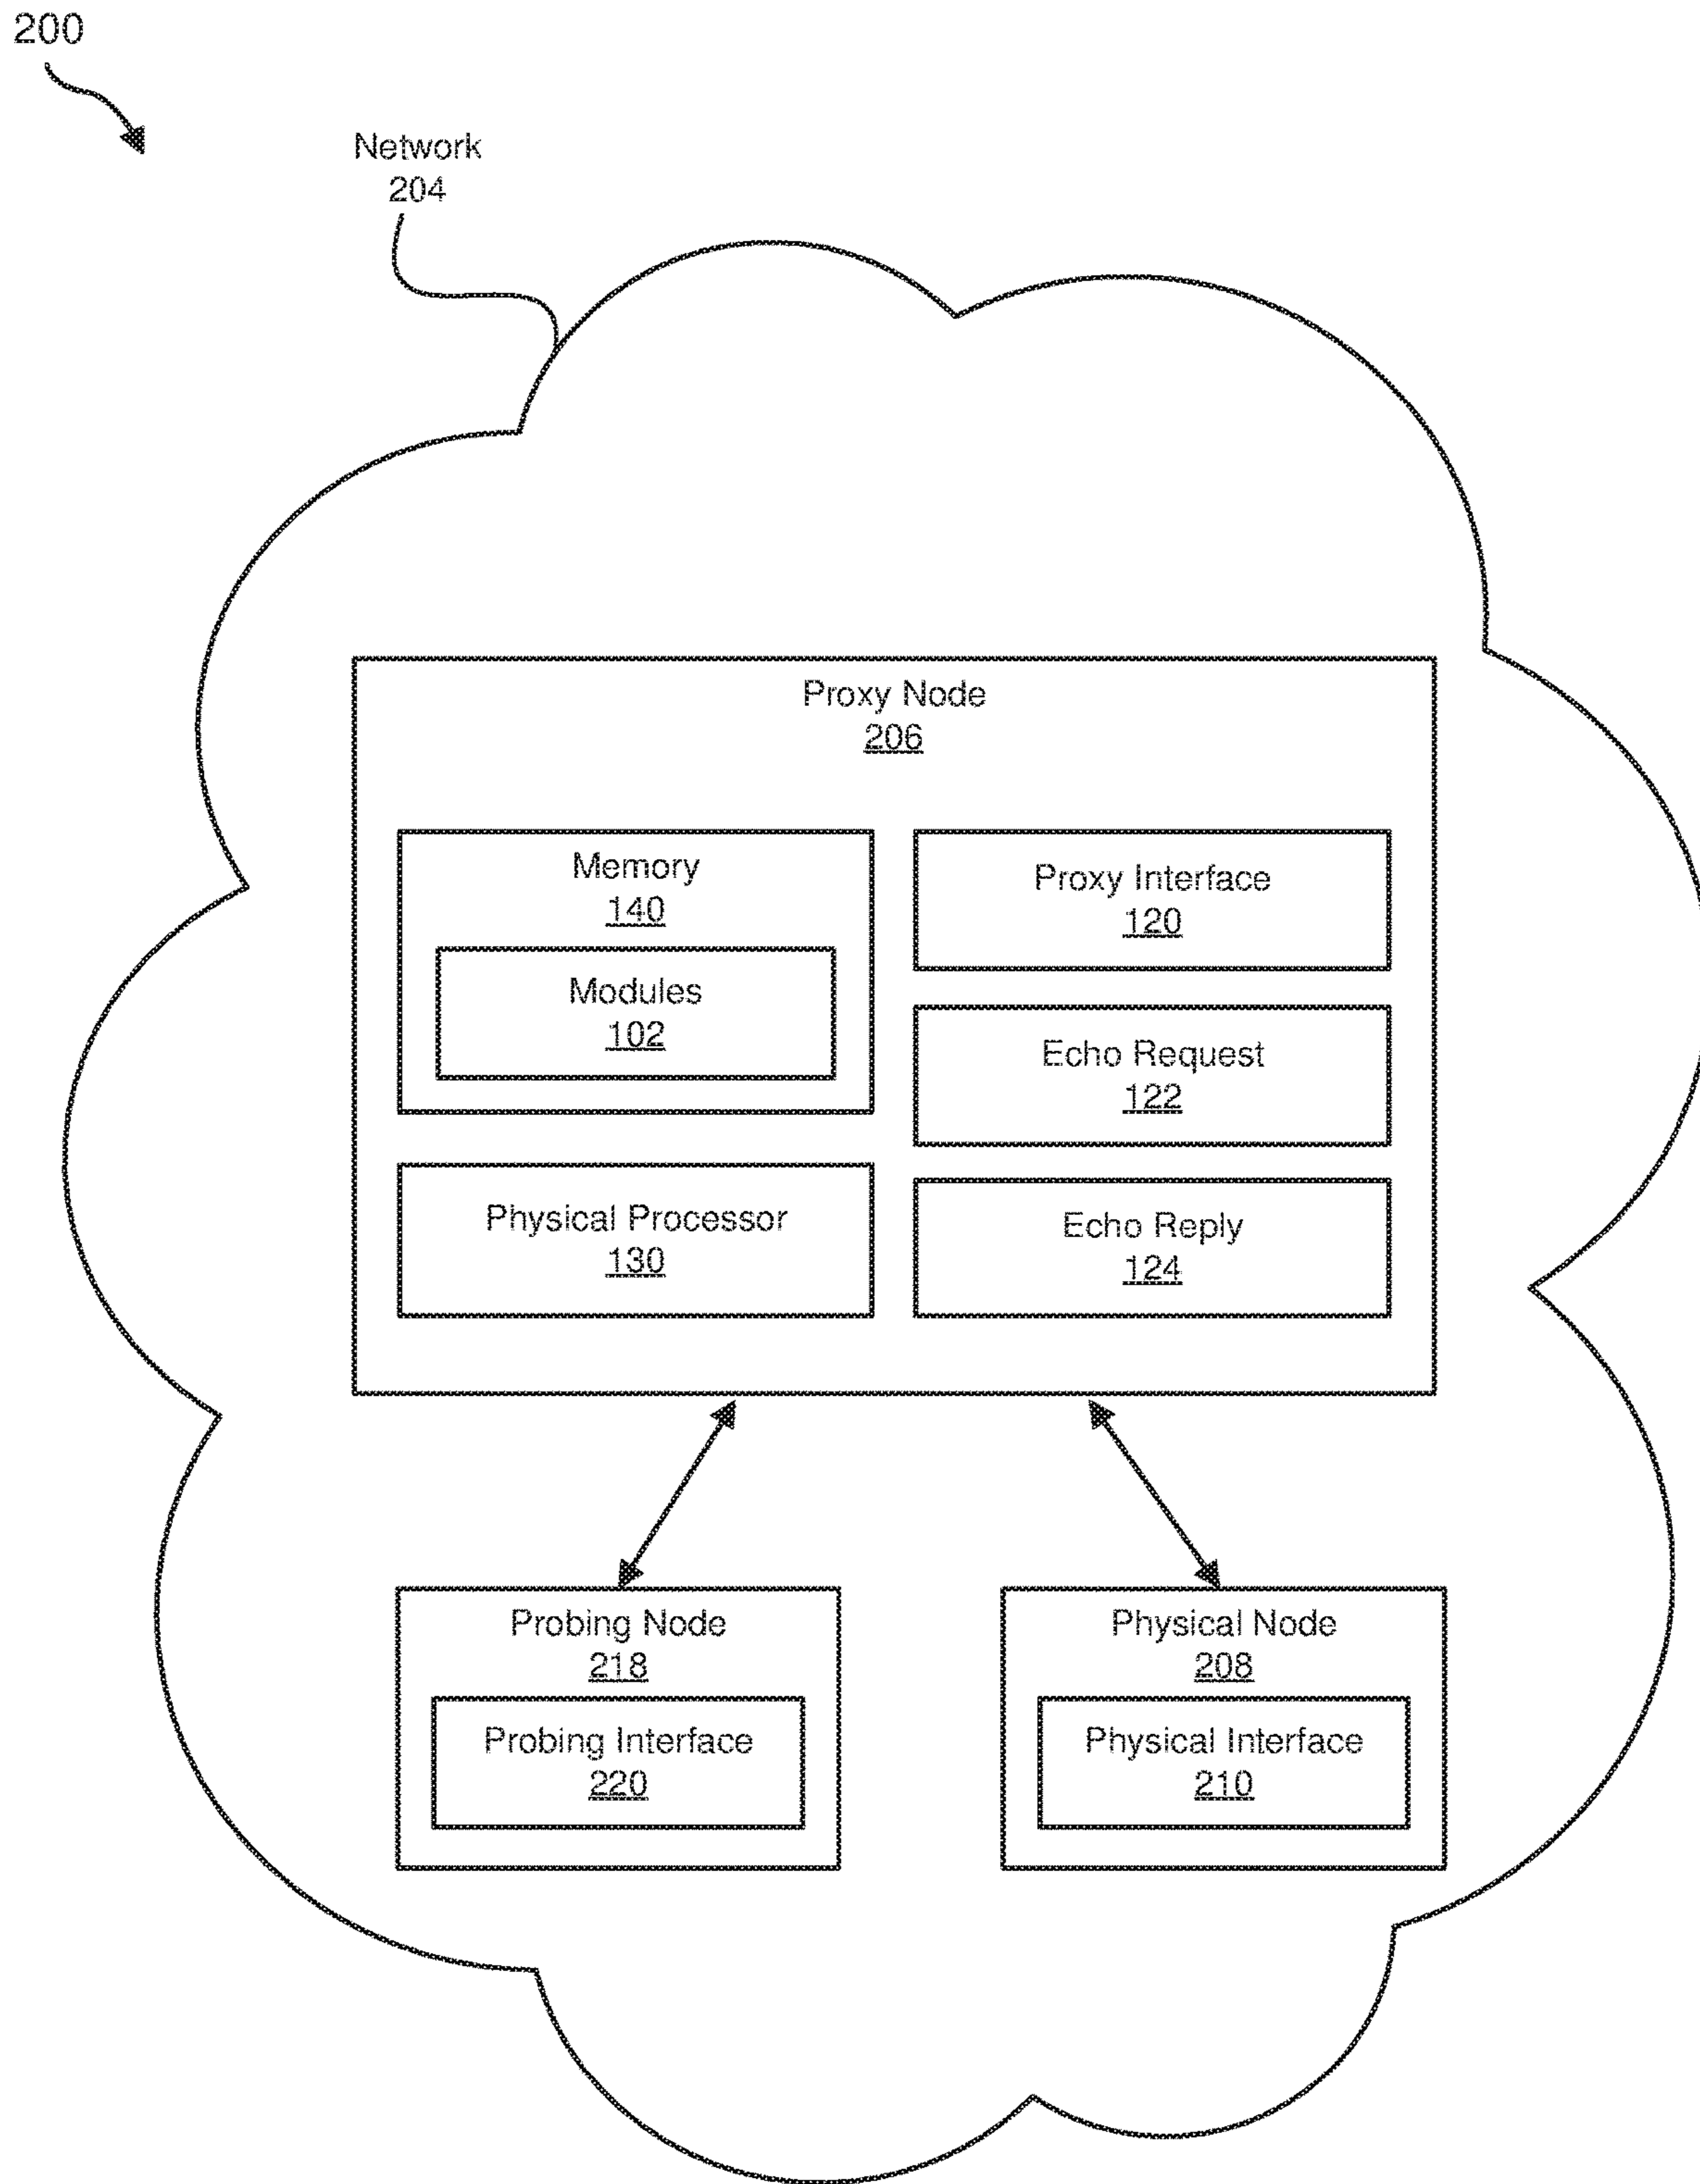 200
Network
204
Proxy Node
206
Memory
140
Modules
102
Physical Processor
130
Proxy Interface
120
Echo Request
122
Echo Reply
124
Probing Node
218
Probing Interface
220
Physical Node
208
Physical Interface
210